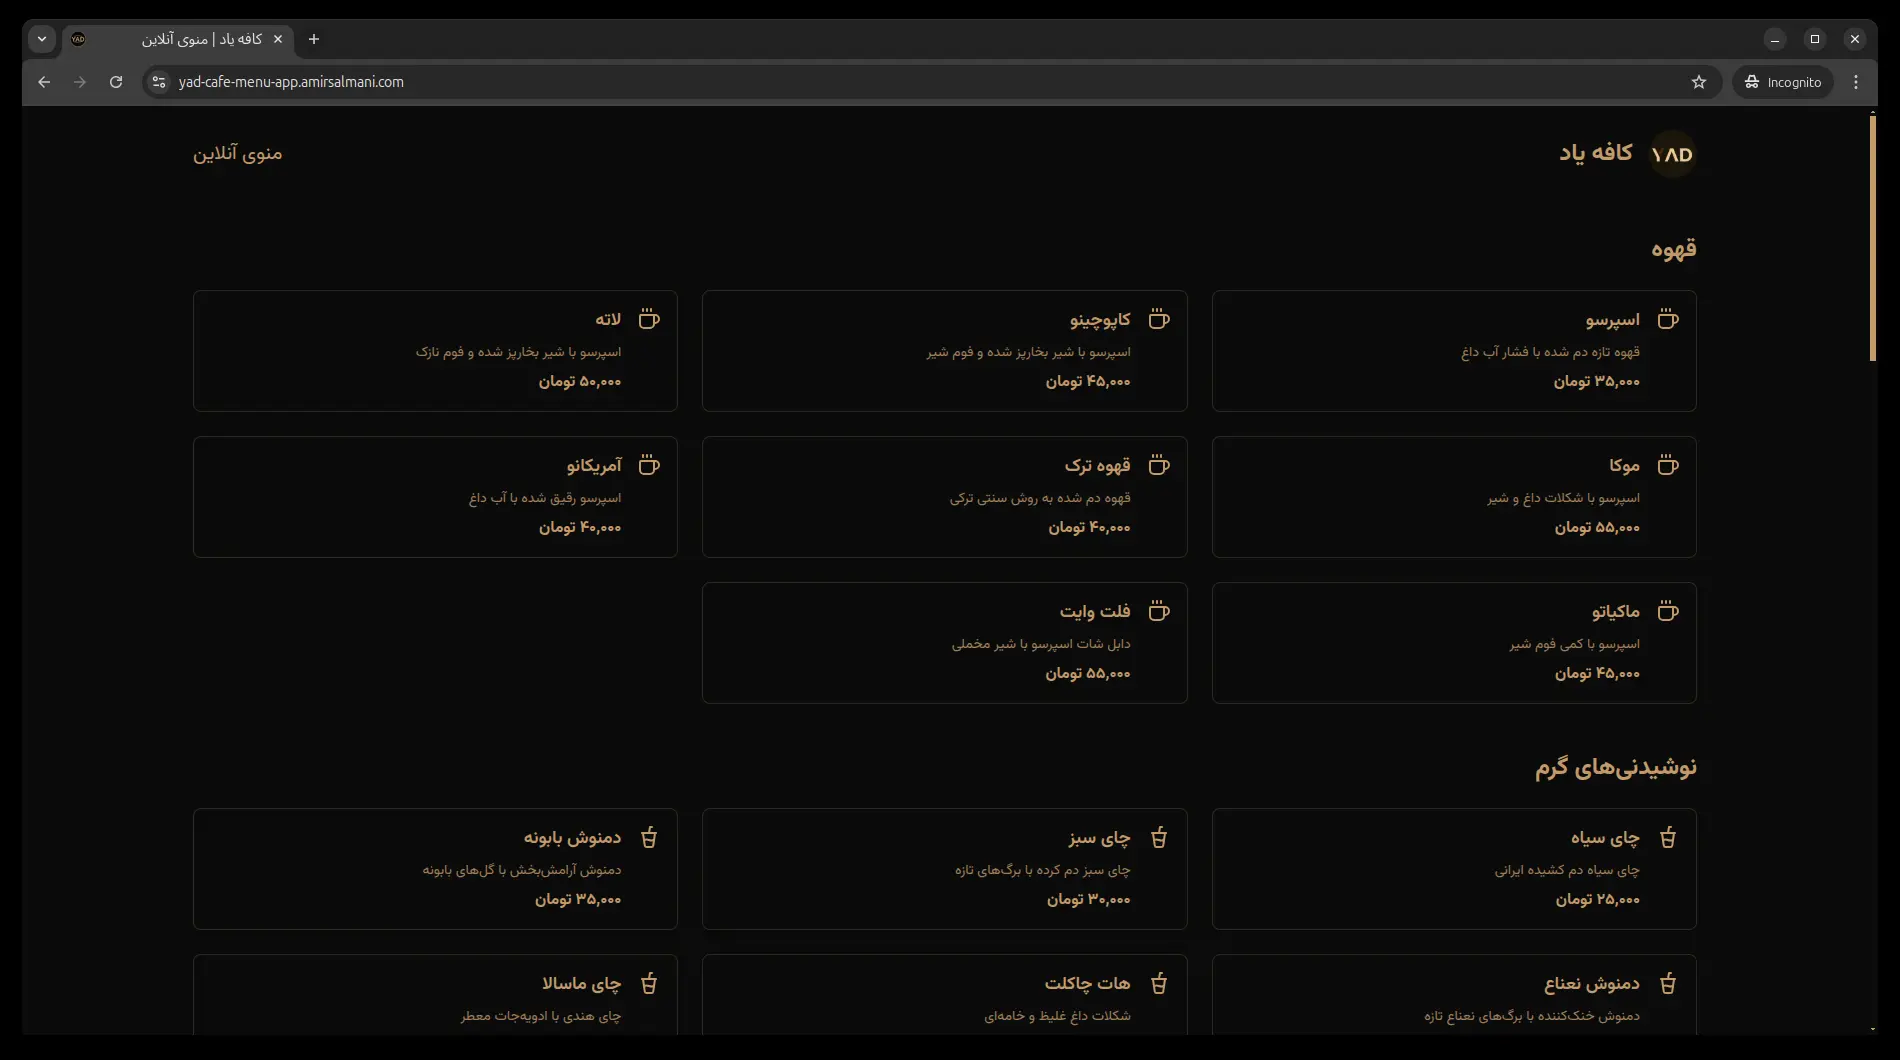 کافه یاد | منوی آنلاین
yad-cafe-menu-app.amirsalmani.com
Incognito
YAD
کافه یاد
منوی آنلاین
قهوه
اسپرسو
قهوه تازه دم شده با فشار آب داغ
۳۵,۰۰۰ تومان
کاپوچینو
اسپرسو با شیر بخارپز شده و فوم شیر
۴۵,۰۰۰ تومان
لاته
اسپرسو با شیر بخارپز شده و فوم نازک
۵۰,۰۰۰ تومان
موکا
اسپرسو با شکلات داغ و شیر
۵۵,۰۰۰ تومان
قهوه ترک
قهوه دم شده به روش سنتی ترکی
۴۰,۰۰۰ تومان
آمریکانو
اسپرسو رقیق شده با آب داغ
۴۰,۰۰۰ تومان
ماکیاتو
اسپرسو با کمی فوم شیر
۴۵,۰۰۰ تومان
فلت وایت
دابل شات اسپرسو با شیر مخملی
۵۵,۰۰۰ تومان
نوشیدنی‌های گرم
چای سیاه
چای سیاه دم کشیده ایرانی
۲۵,۰۰۰ تومان
چای سبز
چای سبز دم کرده با برگ‌های تازه
۳۰,۰۰۰ تومان
دمنوش بابونه
دمنوش آرامش‌بخش با گل‌های بابونه
۳۵,۰۰۰ تومان
دمنوش نعناع
دمنوش خنک‌کننده با برگ‌های نعناع تازه
هات چاکلت
شکلات داغ غلیظ و خامه‌ای
چای ماسالا
چای هندی با ادویه‌جات معطر